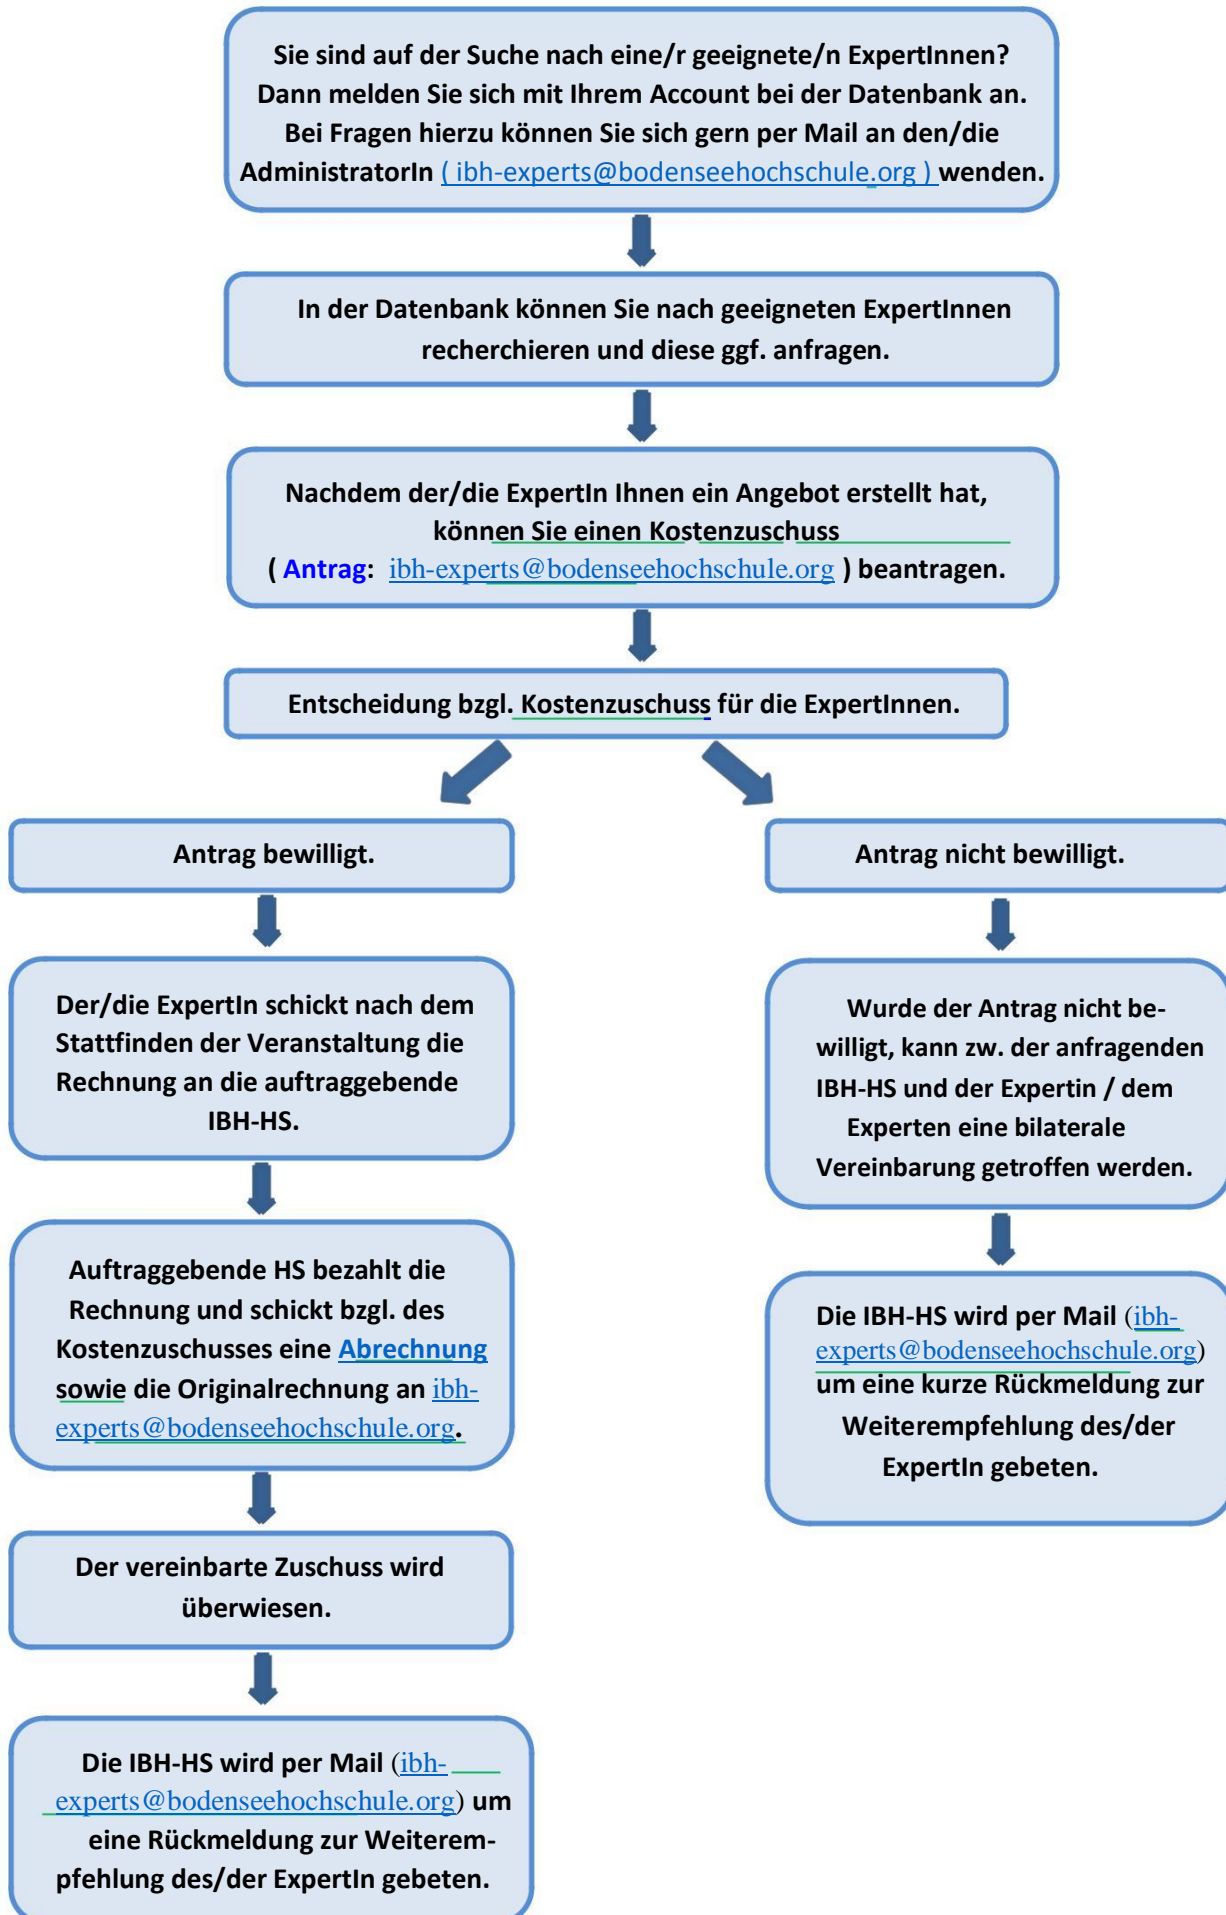 Sie sind auf der Suche nach eine/r geeignete/n ExpertInnen?
Dann melden Sie sich mit Ihrem Account bei der Datenbank an.
Bei Fragen hierzu können Sie sich gern per Mail an den/die
AdministratorIn ( ibh-experts@bodenseehochschule.org ) wenden.
In der Datenbank können Sie nach geeigneten ExpertInnen
recherchieren und diese ggf. anfragen.
Nachdem der/die ExpertIn Ihnen ein Angebot erstellt hat,
können Sie einen Kostenzuschuss
( Antrag: ibh-experts@bodenseehochschule.org ) beantragen.
Entscheidung bzgl. Kostenzuschuss für die ExpertInnen.
Antrag bewilligt.
Der/die ExpertIn schickt nach dem
Stattfinden der Veranstaltung die
Rechnung an die auftraggebende
IBH-HS.
Auftraggebende HS bezahlt die
Rechnung und schickt bzgl. des
Kostenzuschusses eine Abrechnung
sowie die Originalrechnung an ibh-
experts@bodenseehochschule.org.
Der vereinbarte Zuschuss wird
überwiesen.
Die IBH-HS wird per Mail (ibh-
experts@bodenseehochschule.org) um
eine Rückmeldung zur Weiterem-
pfehlung des/der ExpertIn gebeten.
Antrag nicht bewilligt.
Wurde der Antrag nicht be-
willigt, kann zw. der anfragenden
IBH-HS und der Expertin / dem
Experten eine bilaterale
Vereinbarung getroffen werden.
Die IBH-HS wird per Mail (ibh-
experts@bodenseehochschule.org)
um eine kurze Rückmeldung zur
Weiterempfehlung des/der
ExpertIn gebeten.